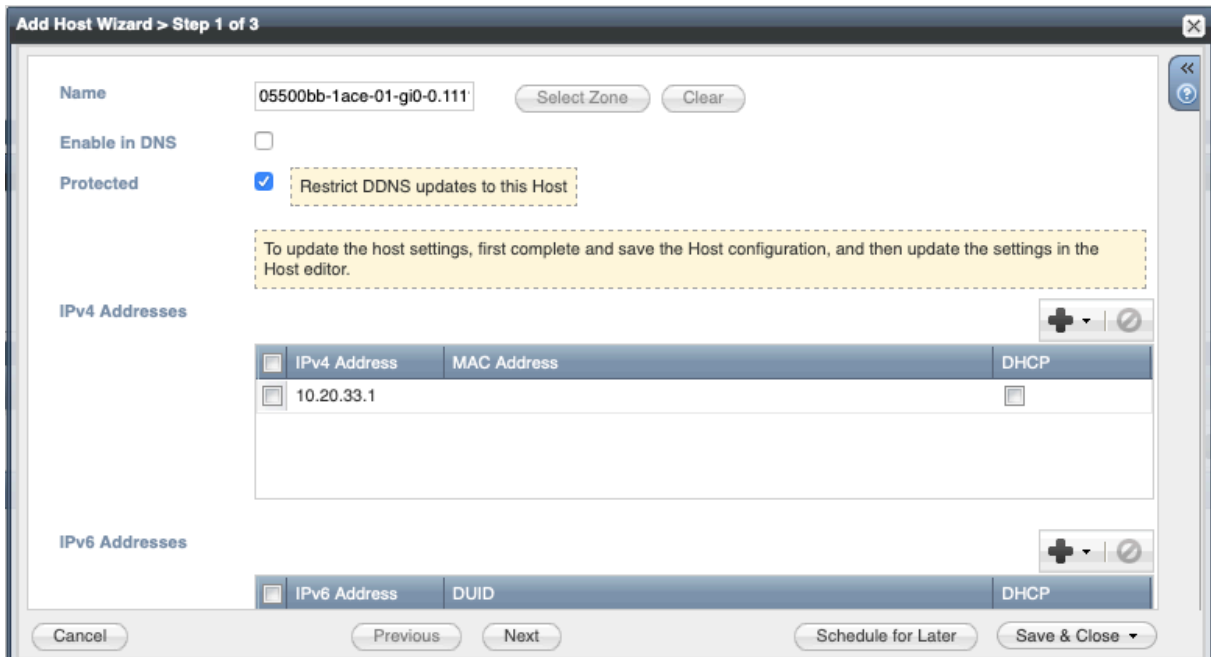 Add Host Wizard > Step 1 of 3
Name
05500bb-1ace-01-gi0-0.111
Select Zone
Clear
Enable in DNS
Protected
Restrict DDNS updates to this Host
To update the host settings, first complete and save the Host configuration, and then update the settings in the
Host editor.
IPv4 Addresses
IPv4 Address MAC Address DHCP
10.20.33.1
IPv6 Addresses
IPv6 Address DUID DHCP
Cancel Previous Next Schedule for Later Save & Close